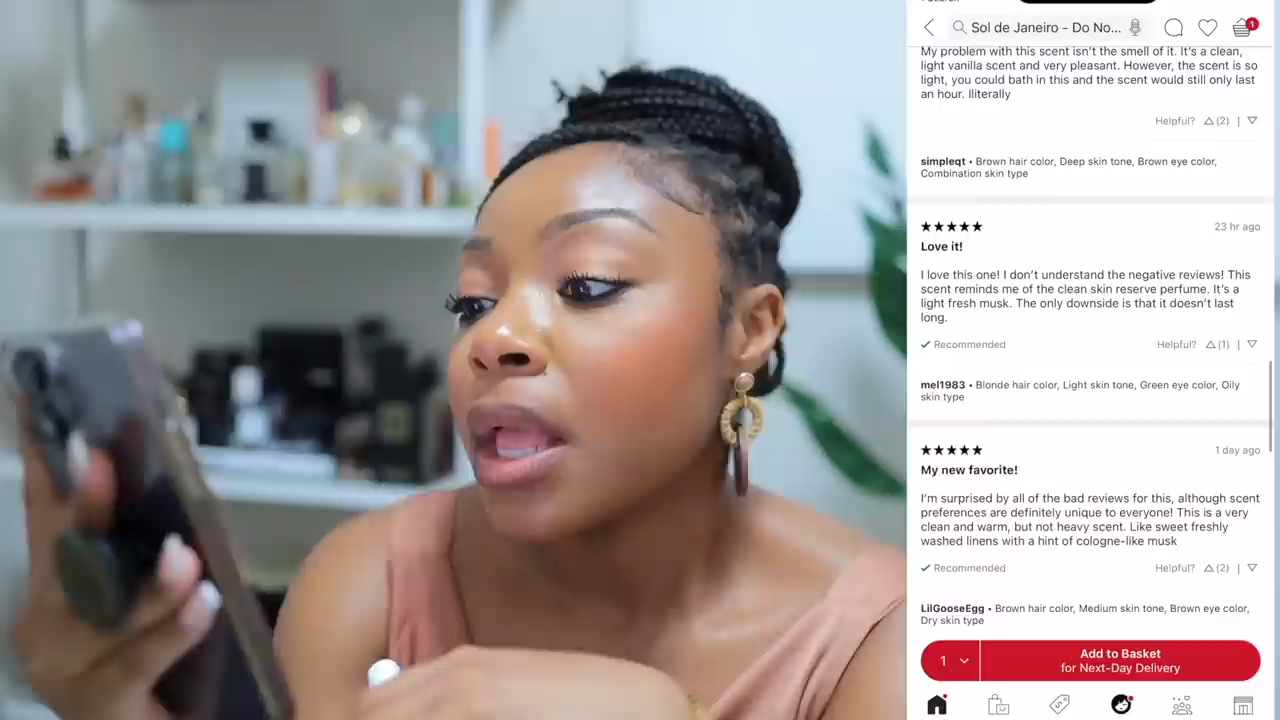 Sol de Janeiro - Do No...
1
My problem with this scent isn't the smell of it. It's a clean,
light vanilla scent and very pleasant. However, the scent is so
light, you could bath in this and the scent would still only last
an hour. lliterally
Helpful? (2) |
simpleqt • Brown hair color, Deep skin tone, Brown eye color,
Combination skin type
★★★★★ 23 hr ago
Love it!
I love this one! I don't understand the negative reviews! This
scent reminds me of the clean skin reserve perfume. It's a
light fresh musk. The only downside is that it doesn't last
long.
✓ Recommended Helpful? (1) |
mel1983 • Blonde hair color, Light skin tone, Green eye color, Oily
skin type
★★★★★ 1 day ago
My new favorite!
I'm surprised by all of the bad reviews for this, although scent
preferences are definitely unique to everyone! This is a very
clean and warm, but not heavy scent. Like sweet freshly
washed linens with a hint of cologne-like musk
✓ Recommended Helpful? (2) |
LilGooseEgg • Brown hair color, Medium skin tone, Brown eye color,
Dry skin type
1 Add to Basket
for Next-Day Delivery